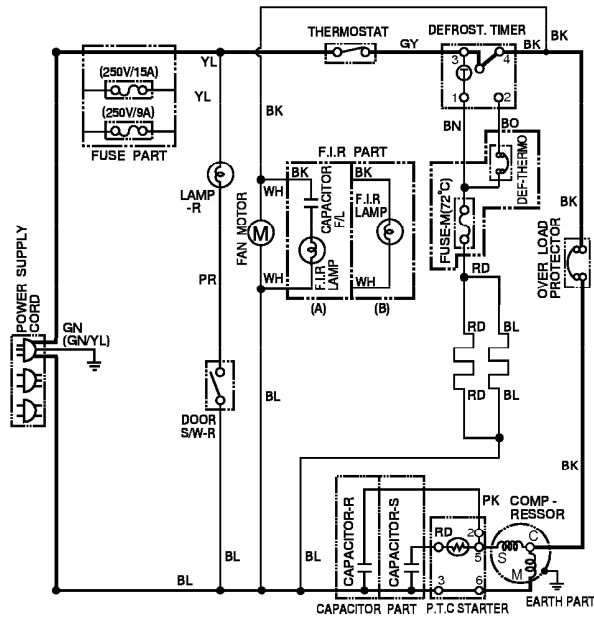 THERMOSTAT
DEFROST. TIMER
YL
GY
BK
BK
3
4
T
1
2
(250V/15A)
(250V/9A)
FUSE PART
YL
BK
BN
BO
DEF-THERMO
FUSE-M(72°C)
F.I.R PART
BK
BK
CAPACITOR
F/L
F.I.R
LAMP
LAMP
-R
WH
FAN MOTOR
M
F.I.R
LAMP
WH
WH
(A)
(B)
BK
OVER LOAD
PROTECTOR
RD
POWER SUPPLY
CORD
PR
GN
(GN/YL)
RD
BL
RD
BL
DOOR
S/W-R
BL
BK
PK
COMP-
RESSOR
CAPACITOR-R
CAPACITOR-S
RD
2
5
S
C
M
BL
BL
BL
3
6
CAPACITOR PART
P.T.C STARTER
EARTH PART